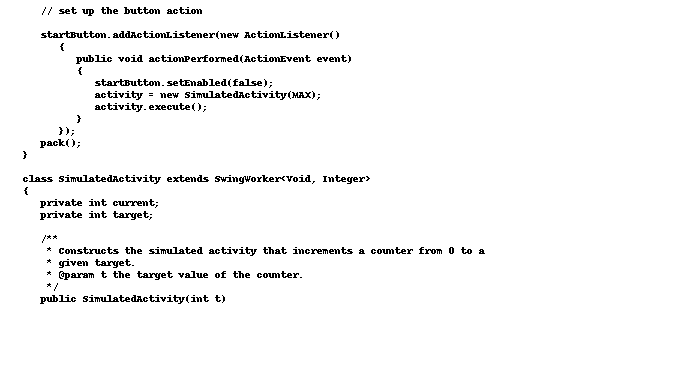 // set up the button action
startButton.addActionListener(new ActionListener()
{
public void actionPerformed(ActionEvent event)
{
startButton.setEnabled(false);
activity = new SimulatedActivity(MAX);
activity.execute();
}
});
pack();
}
class SimulatedActivity extends SwingWorker<Void, Integer>
{
private int current;
private int target;
/**
* Constructs the simulated activity that increments a counter from 0 to a
* given target.
* @param t the target value of the counter.
*/
public SimulatedActivity(int t)